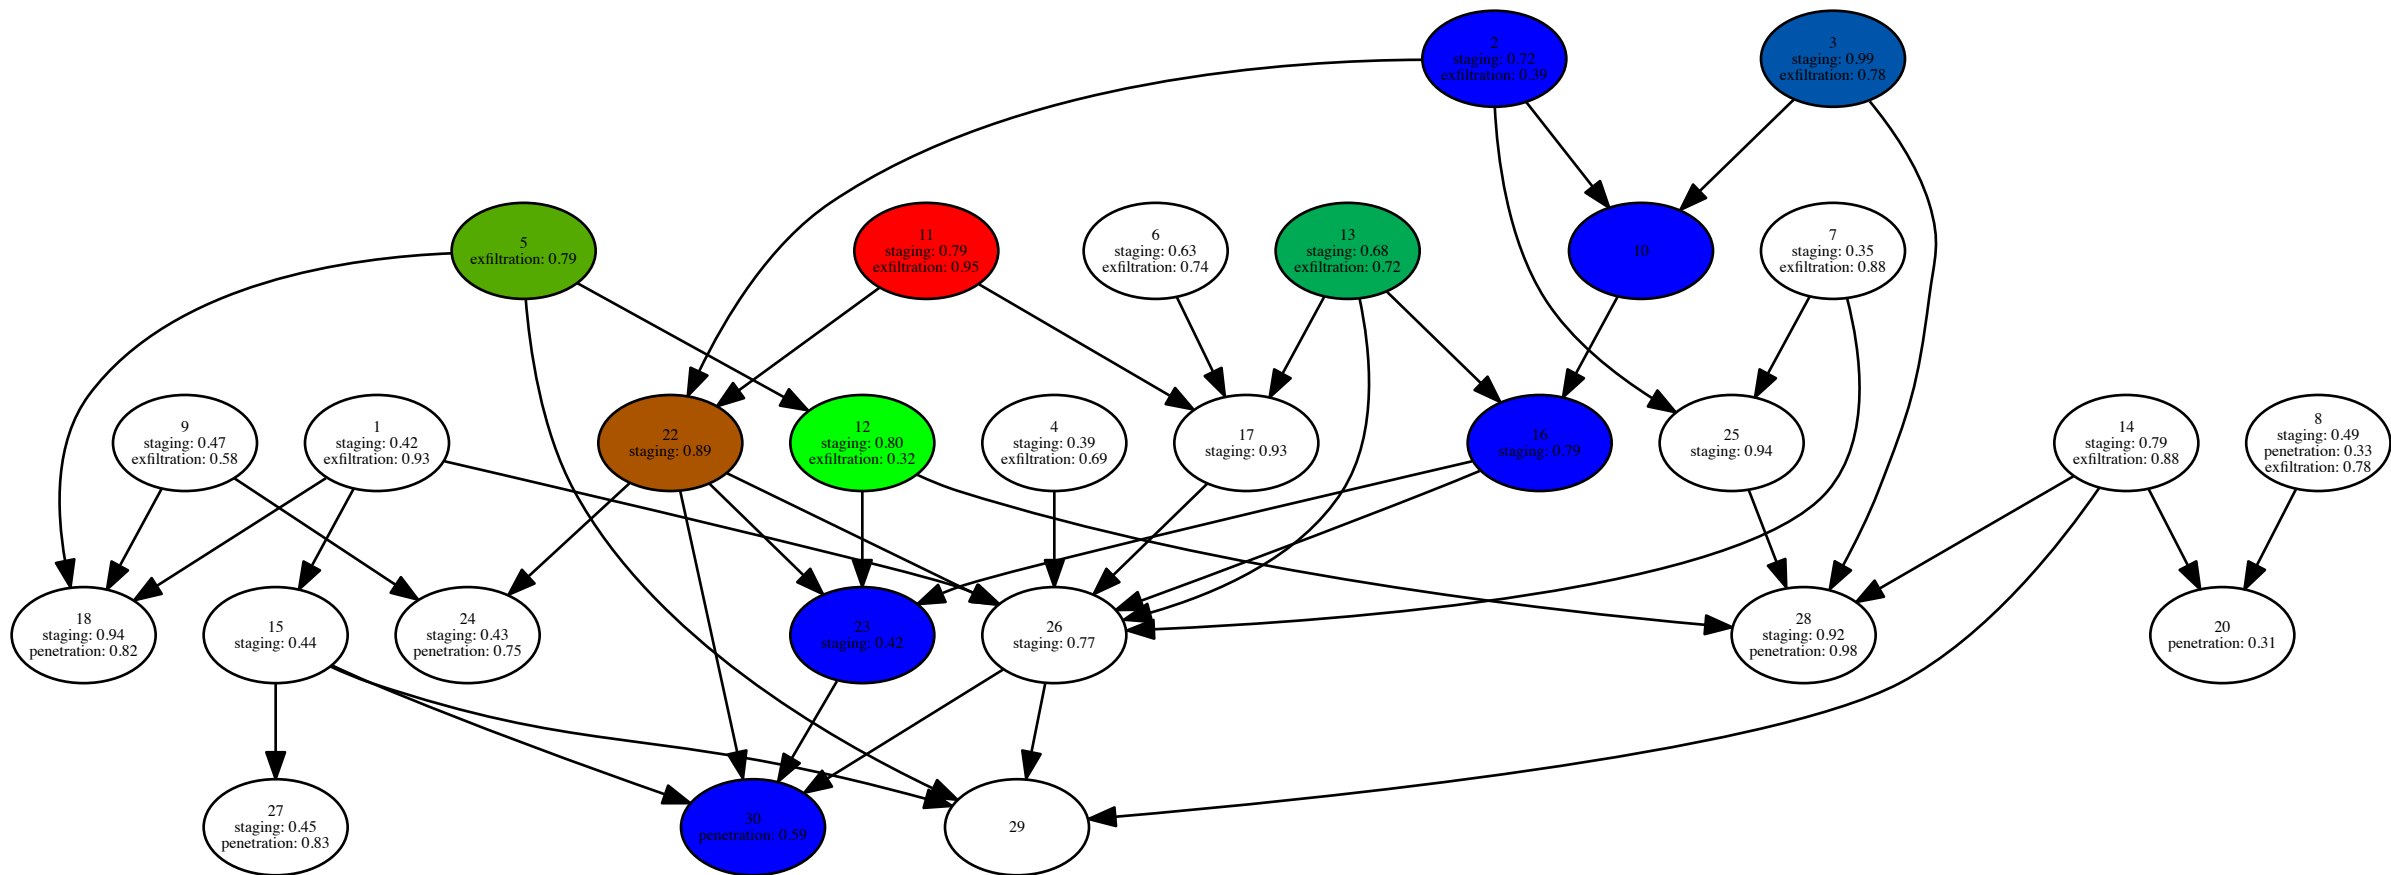 2
staging: 0.72
exfiltration: 0.39
3
staging: 0.99
exfiltration: 0.78
5
exfiltration: 0.79
11
staging: 0.79
exfiltration: 0.95
6
staging: 0.63
exfiltration: 0.74
13
staging: 0.68
exfiltration: 0.72
10
7
staging: 0.35
exfiltration: 0.88
9
staging: 0.47
exfiltration: 0.58
1
staging: 0.42
exfiltration: 0.93
22
staging: 0.89
12
staging: 0.80
exfiltration: 0.32
4
staging: 0.39
exfiltration: 0.69
17
staging: 0.93
16
staging: 0.79
25
staging: 0.94
14
staging: 0.79
exfiltration: 0.88
8
staging: 0.49
penetration: 0.33
exfiltration: 0.78
18
staging: 0.94
penetration: 0.82
15
staging: 0.44
24
staging: 0.43
penetration: 0.75
23
staging: 0.42
26
staging: 0.77
28
staging: 0.92
penetration: 0.98
20
penetration: 0.31
27
staging: 0.45
penetration: 0.83
30
penetration: 0.59
29